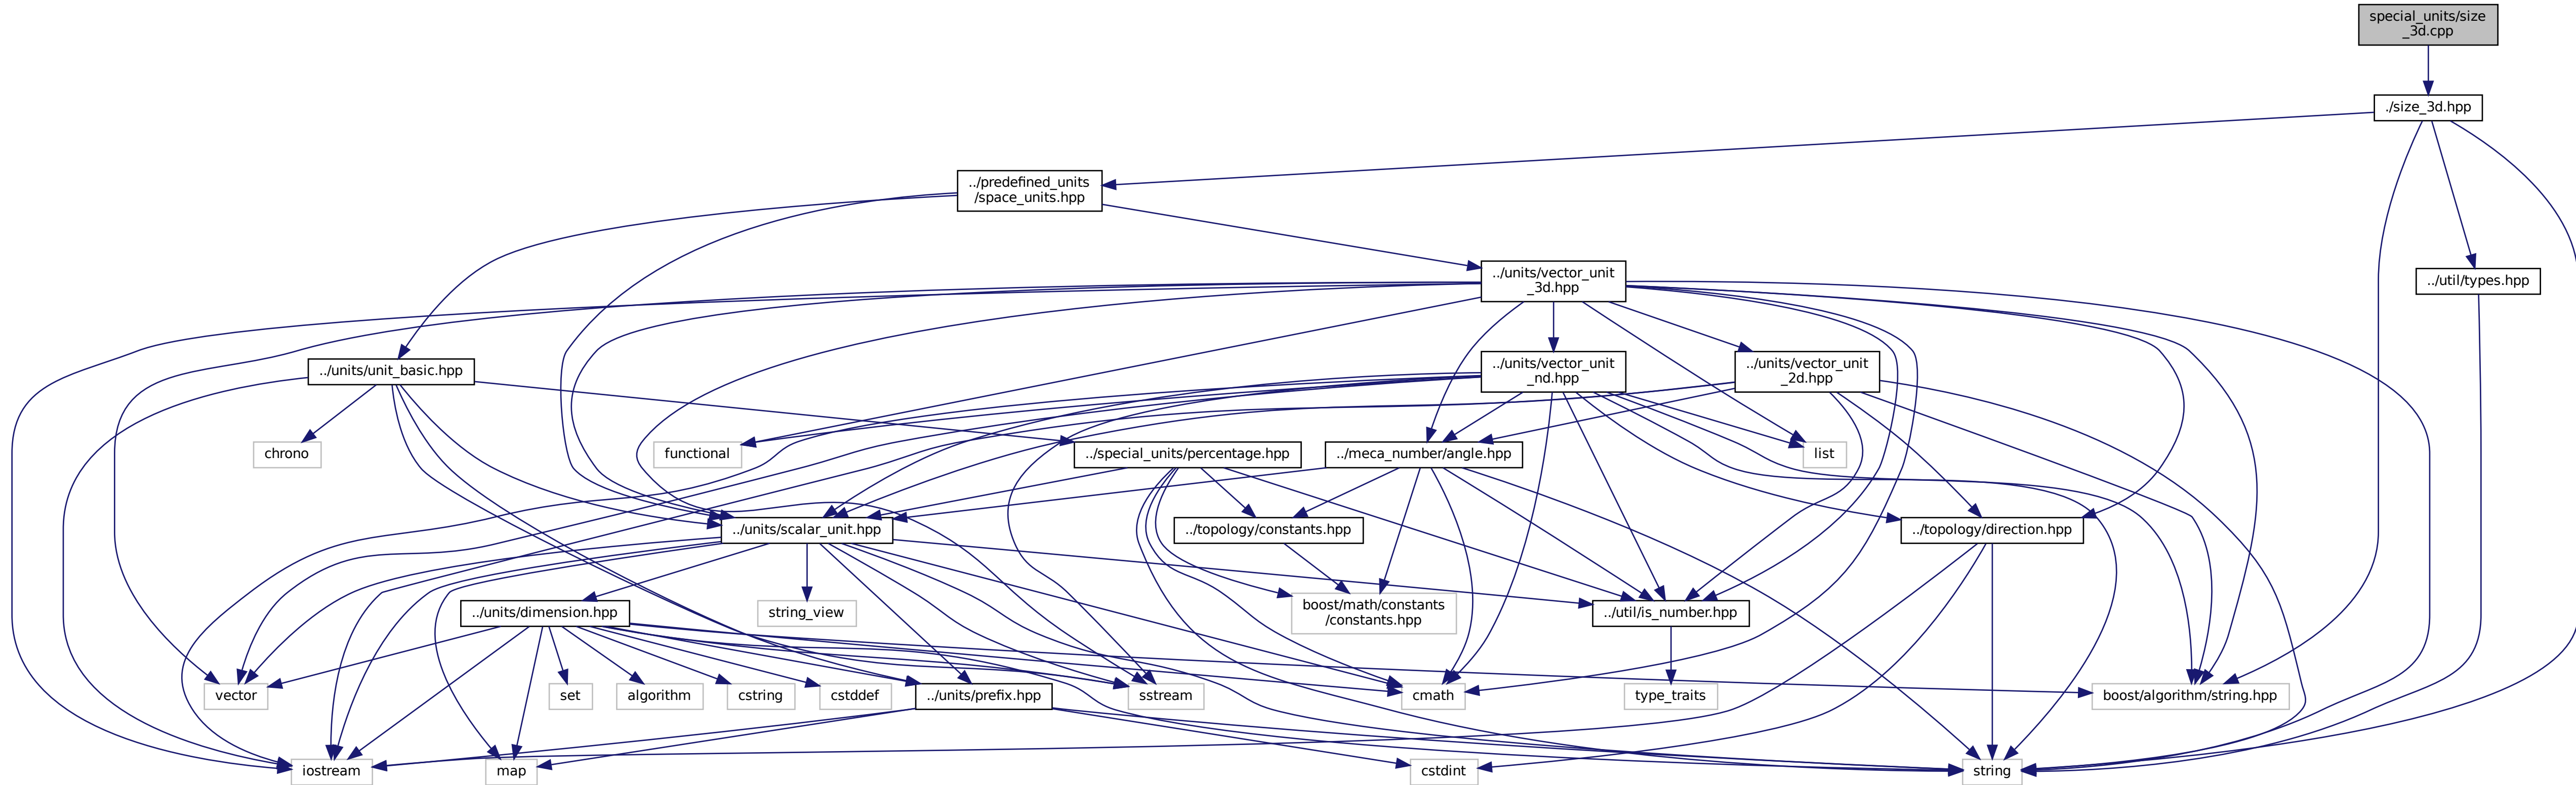 special_units/size
_3d.cpp
./size_3d.hpp
../predefined_units
/space_units.hpp
../units/vector_unit
_3d.hpp
../util/types.hpp
../units/unit_basic.hpp
../units/vector_unit
_nd.hpp
../units/vector_unit
_2d.hpp
chrono
functional
../special_units/percentage.hpp
../meca_number/angle.hpp
list
../units/scalar_unit.hpp
../topology/constants.hpp
../topology/direction.hpp
../units/dimension.hpp
string_view
boost/math/constants
/constants.hpp
../util/is_number.hpp
vector
set
algorithm
cstring
cstddef
../units/prefix.hpp
sstream
cmath
type_traits
boost/algorithm/string.hpp
iostream
map
cstdint
string